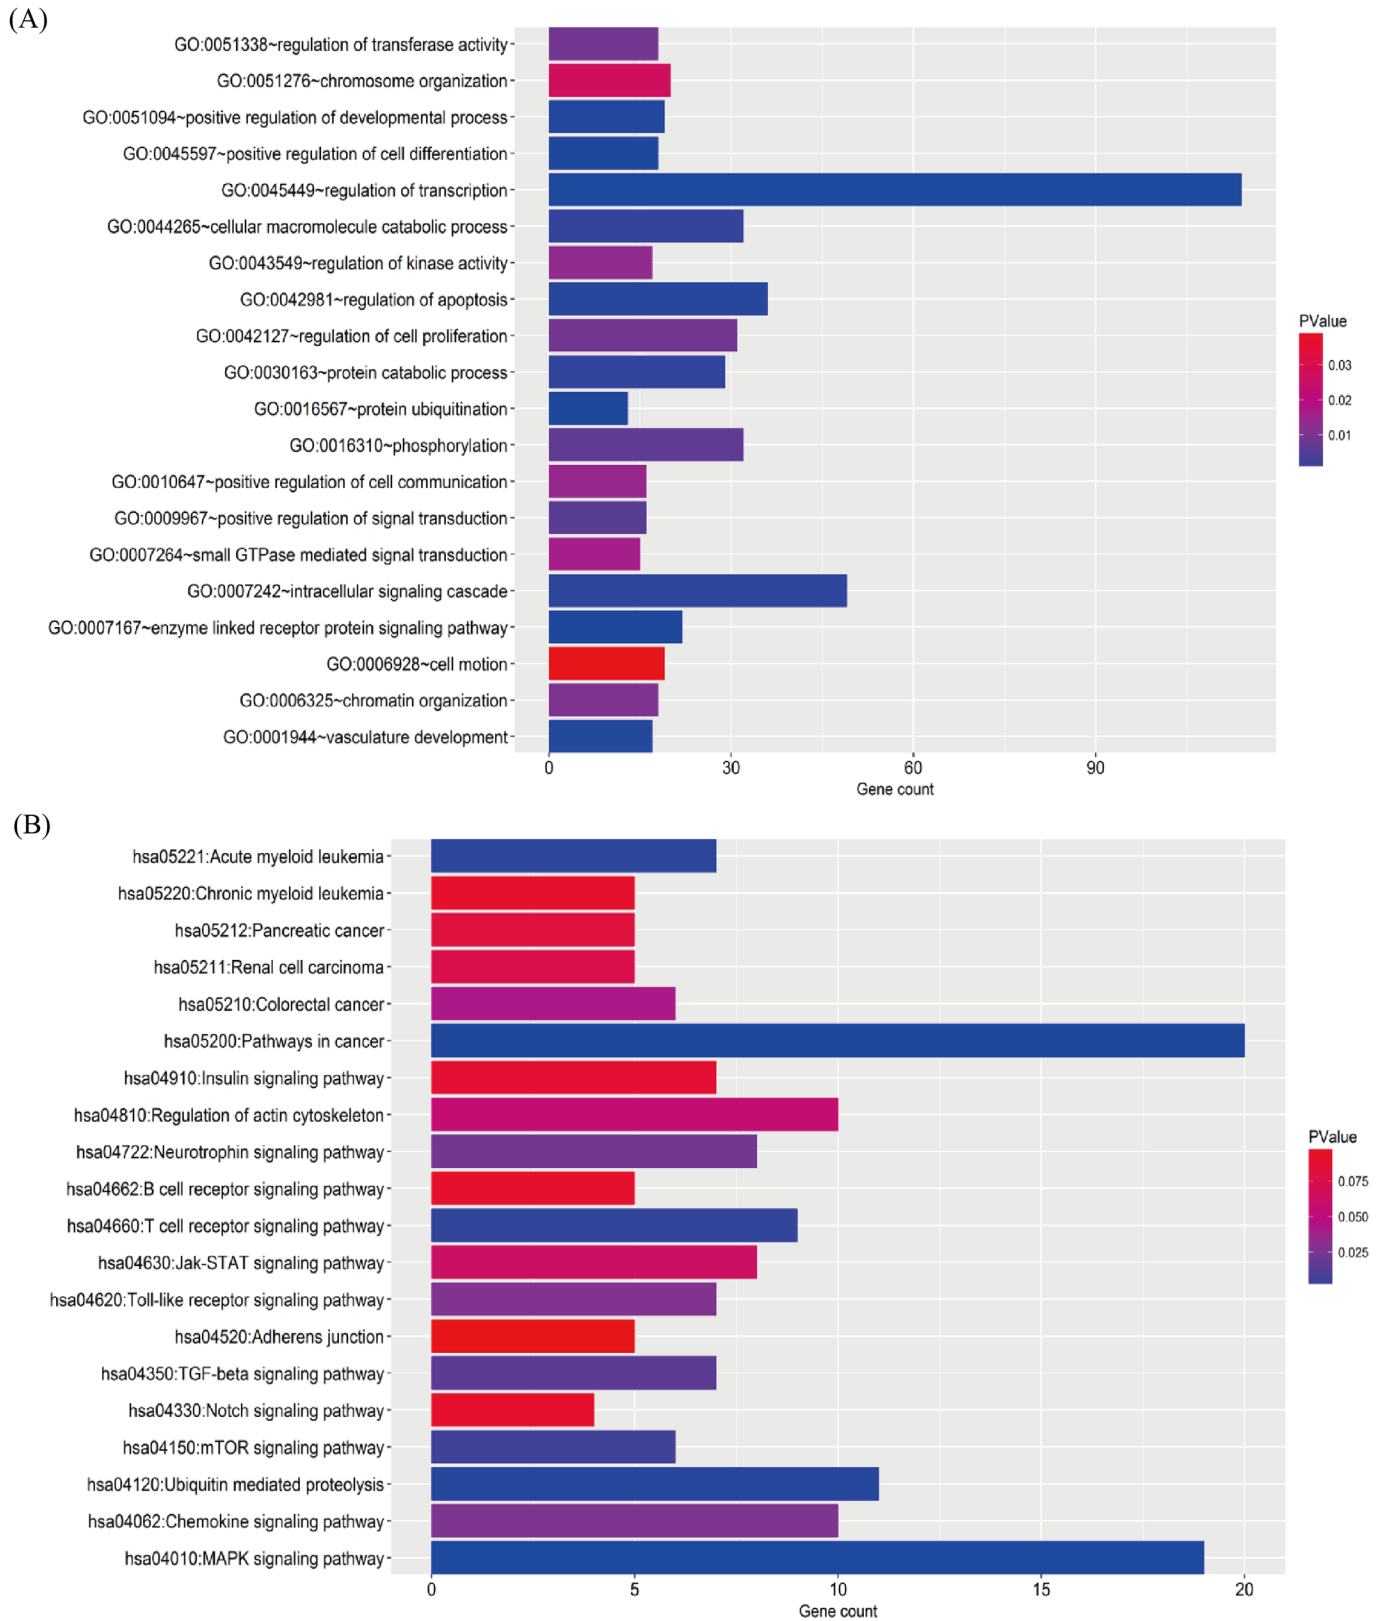 (A)
GO:0051338~regulation of transferase activity
GO:0051276~chromosome organization
GO:0051094~positive regulation of developmental process
GO:0045597~positive regulation of cell differentiation
GO:0045449~regulation of transcription
GO:0044265~cellular macromolecule catabolic process
GO:0043549~regulation of kinase activity
GO:0042981~regulation of apoptosis
GO:0042127~regulation of cell proliferation
GO:0030163~protein catabolic process
GO:0016567~protein ubiquitination
GO:0016310~phosphorylation
GO:0010647~positive regulation of cell communication
GO:0009967~positive regulation of signal transduction
GO:0007264~small GTPase mediated signal transduction
GO:0007242~intracellular signaling cascade
GO:0007167~enzyme linked receptor protein signaling pathway
GO:0006928~cell motion
GO:0006325~chromatin organization
GO:0001944~vasculature development
0 30 60 90
Gene count
PValue
0.03
0.02
0.01
(B)
hsa05221:Acute myeloid leukemia
hsa05220:Chronic myeloid leukemia
hsa05212:Pancreatic cancer
hsa05211:Renal cell carcinoma
hsa05210:Colorectal cancer
hsa05200:Pathways in cancer
hsa04910:Insulin signaling pathway
hsa04810:Regulation of actin cytoskeleton
hsa04722:Neurotrophin signaling pathway
hsa04662:B cell receptor signaling pathway
hsa04660:T cell receptor signaling pathway
hsa04630:Jak-STAT signaling pathway
hsa04620:Toll-like receptor signaling pathway
hsa04520:Adherens junction
hsa04350:TGF-beta signaling pathway
hsa04330:Notch signaling pathway
hsa04150:mTOR signaling pathway
hsa04120:Ubiquitin mediated proteolysis
hsa04062:Chemokine signaling pathway
hsa04010:MAPK signaling pathway
0 5 10 15 20
Gene count
PValue
0.075
0.050
0.025